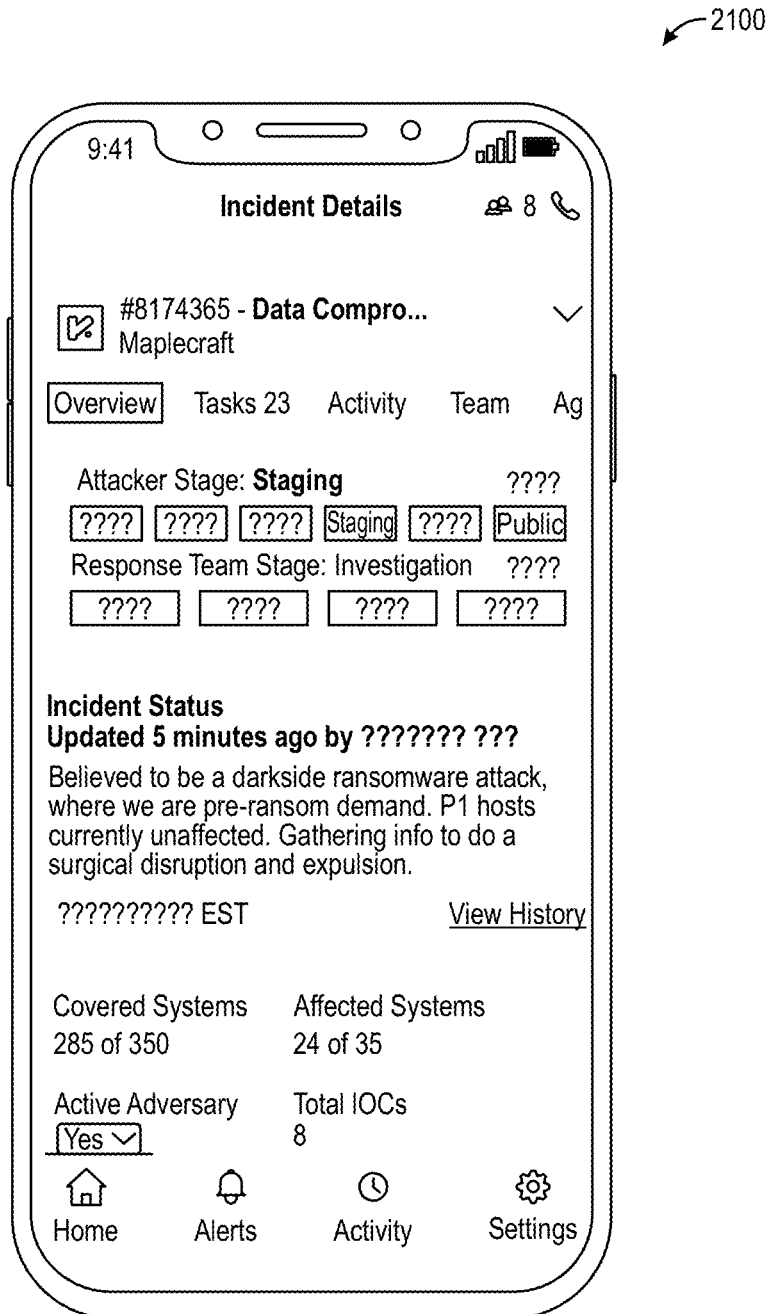 2100
9:41
Incident Details 8
#8174365 - Data Compro...
Maplecraft
Overview Tasks 23 Activity Team Ag
Attacker Stage: Staging ????
???? ???? ???? Staging ???? Public
Response Team Stage: Investigation ????
???? ???? ???? ????
Incident Status
Updated 5 minutes ago by ??????? ???
Believed to be a darkside ransomware attack,
where we are pre-ransom demand. P1 hosts
currently unaffected. Gathering info to do a
surgical disruption and expulsion.
?????????? EST View History
Covered Systems Affected Systems
285 of 350 24 of 35
Active Adversary Total IOCs
Yes 8
Home Alerts Activity Settings